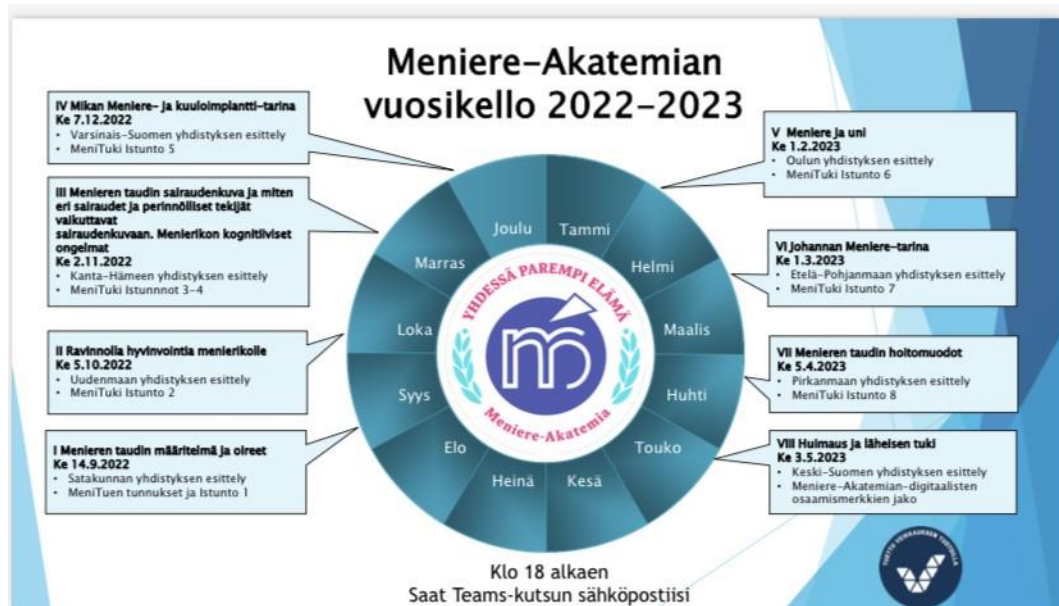 Meniere-Akatemian
vuosikello 2022-2023
IV Mikan Meniere- ja kuuloimplantti-tarina
Ke 7.12.2022
• Varsinais-Suomen yhdistyksen esittely
• MeniTuki Istunto 5
III Menieren taudin sairaudenkuva ja miten
eri sairaudet ja perinnölliset tekijät
vaikuttavat
sairaudenkuvaan. Menierikon kognitiiviset
ongelmat
Ke 2.11.2022
• Kanta-Hämeen yhdistyksen esittely
• MeniTuki Istunnnot 3-4
II Ravinnolla hyvinvointia menierikolle
Ke 5.10.2022
• Uudenmaan yhdistyksen esittely
• MeniTuki Istunto 2
I Menieren taudin määritelmä ja oireet
Ke 14.9.2022
• Satakunnan yhdistyksen esittely
• MeniTuen tunnukset ja Istunto 1
Joulu
Tammi
Marras
Helmi
Loka
Maalis
Syys
Huhti
Elo
Touko
Heinä
Kesä
YHDESSÄ PAREMPI ELÄMÄ
m
Meniere-Akatemia
V Meniere ja uni
Ke 1.2.2023
• Oulun yhdistyksen esittely
• MeniTuki Istunto 6
VI Johannan Meniere-tarina
Ke 1.3.2023
• Etelä-Pohjanmaan yhdistyksen esittely
• MeniTuki Istunto 7
VII Menieren taudin hoitomuodot
Ke 5.4.2023
• Pirkanmaan yhdistyksen esittely
• MeniTuki Istunto 8
VIII Huimaus ja läheisen tuki
Ke 3.5.2023
• Keski-Suomen yhdistyksen esittely
• Meniere-Akatemian-digitaalisten
osaamismerkkien jako
Klo 18 alkaen
Saat Teams-kutsun sähköpostiisi
TUETTU VEIKKAUKSEN TUOTOILLA